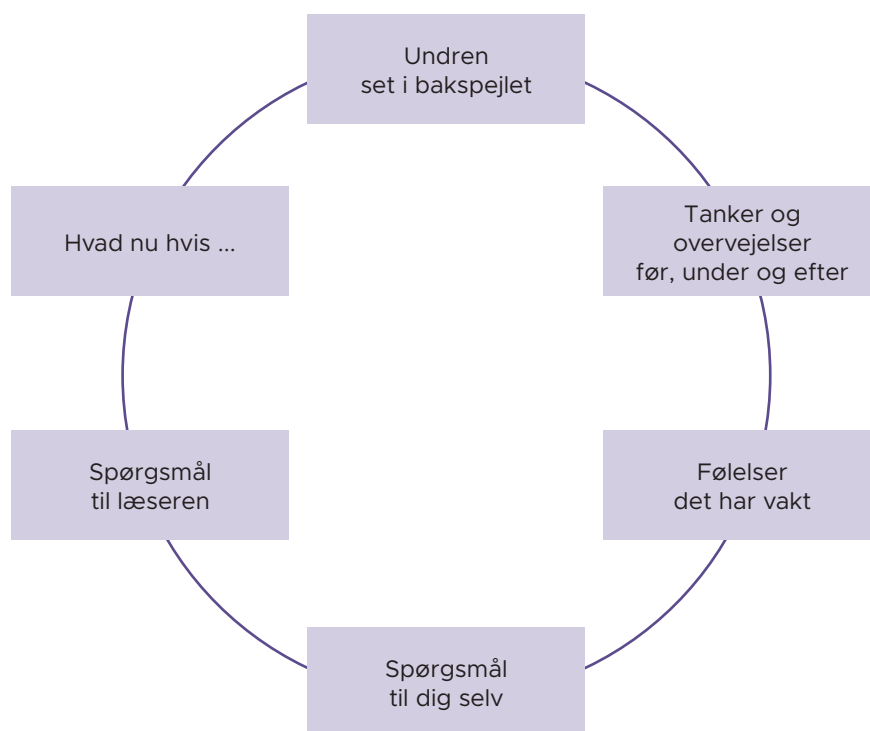 Undren
set i bakspejlet
Tanker og
overvejelser
før, under og efter
Følelser
det har vakt
Spørgsmål
til dig selv
Spørgsmål
til læseren
Hvad nu hvis ...